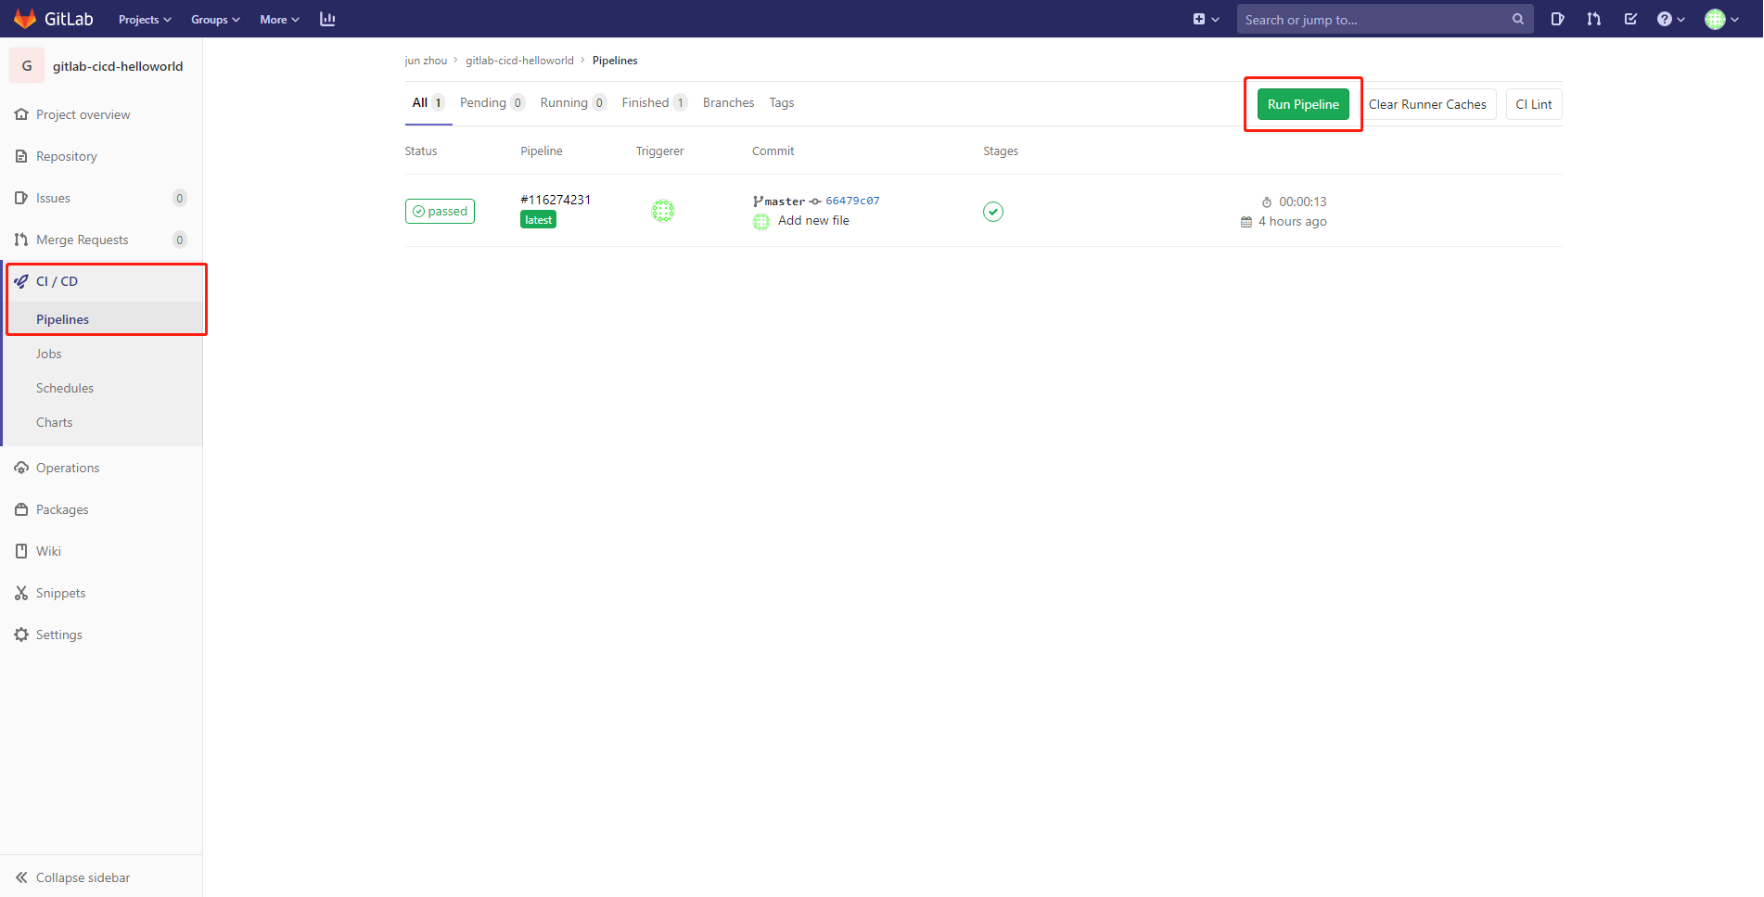 GitLab Projects Groups More Search or jump to...
G gitlab-cicd-helloworld
Project overview
Repository
Issues 0
Merge Requests 0
CI / CD
Pipelines
Jobs
Schedules
Charts
Operations
Packages
Wiki
Snippets
Settings
Collapse sidebar
jun zhou > gitlab-cicd-helloworld > Pipelines
All 1 Pending 0 Running 0 Finished 1 Branches Tags Run Pipeline Clear Runner Caches CI Lint
Status Pipeline Triggerer Commit Stages
passed #116274231 master 66479c07 00:00:13
latest Add new file 4 hours ago